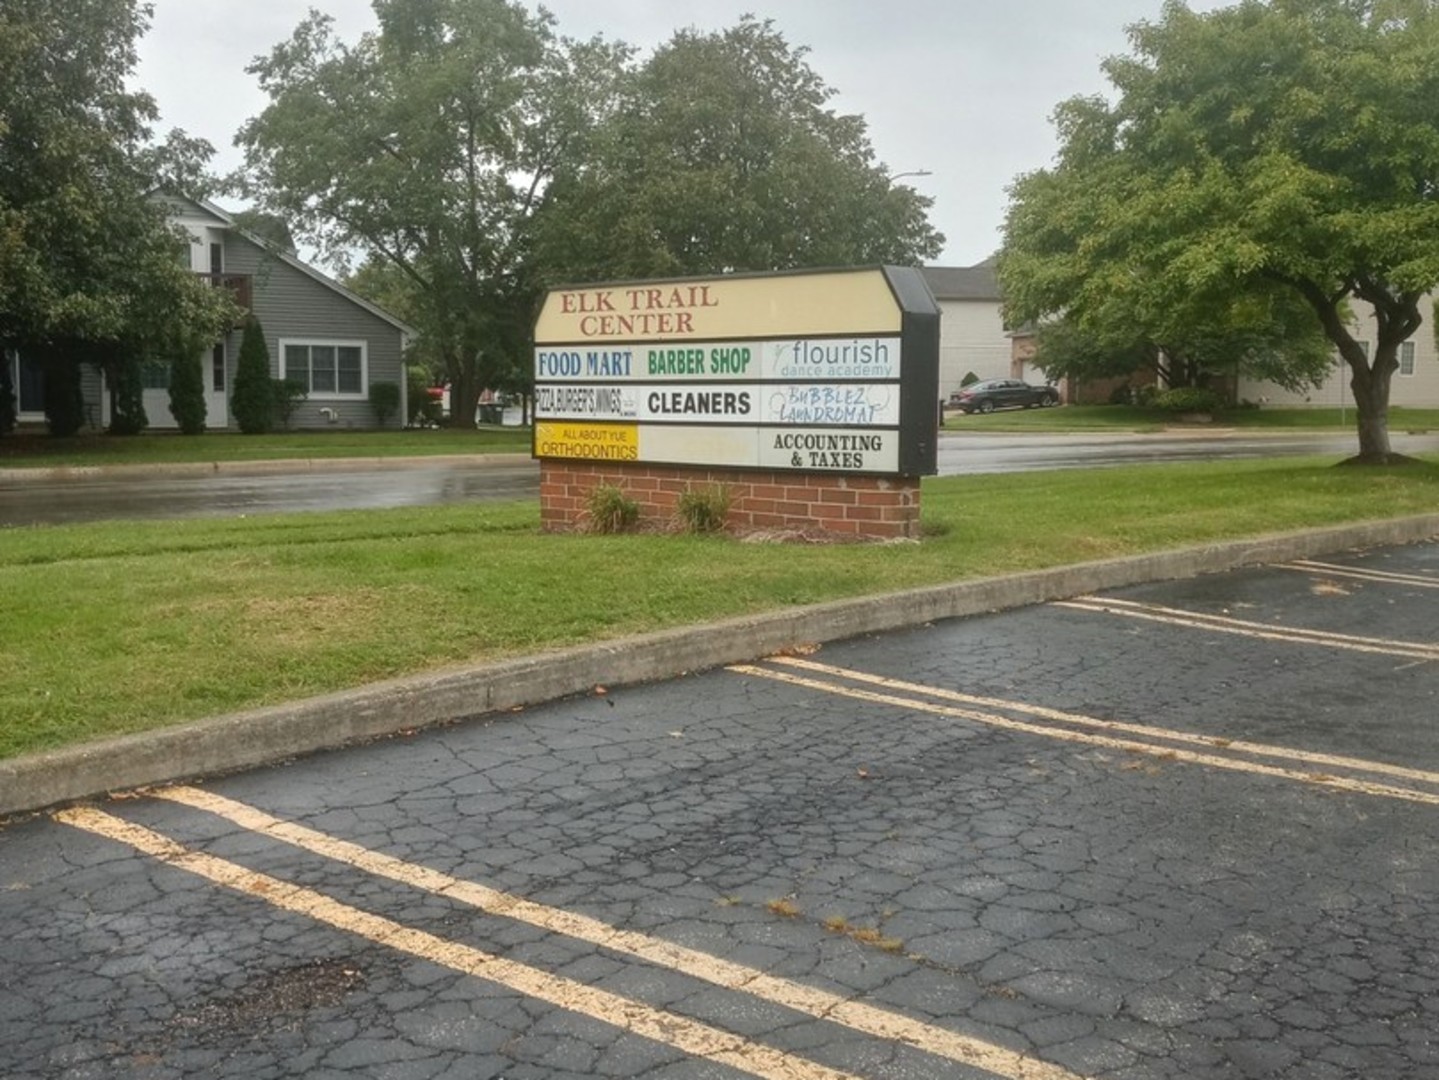 ELK TRAIL
CENTER
FOOD MART
BARBER SHOP
flourish
dance academy
PIZZA,BURGER'S,WINGS
CLEANERS
BUBBLEZ
LAUNDROMAT
ALL ABOUT YUE
ORTHODONTICS
ACCOUNTING
& TAXES